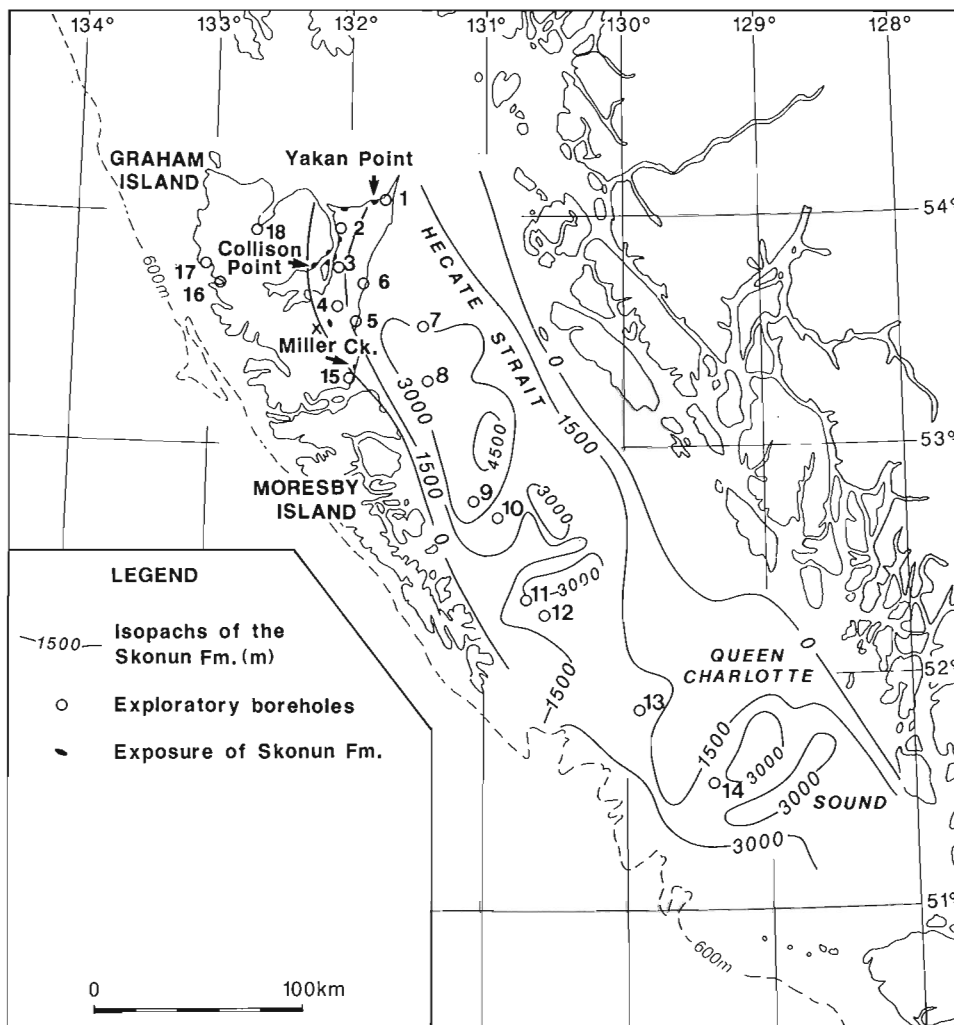 134° 133° 132° 131° 130° 129° 128°
GRAHAM
ISLAND
Yakan Point
1
54°
18
2
Collison
Point
3
17
16
6
4
5
7
600m
HECATE STRAIT
Miller Ck.
15
8
0
3000
1500
4500
53°
1500
MORESBY
ISLAND
9
10
3000
0
11
-3000
12
0
QUEEN
CHARLOTTE
52°
1500
13
1500
3000
14
3000
SOUND
3000
51°
600m
LEGEND
-1500- Isopachs of the
Skonun Fm. (m)
Exploratory boreholes
Exposure of Skonun Fm.
0 100km